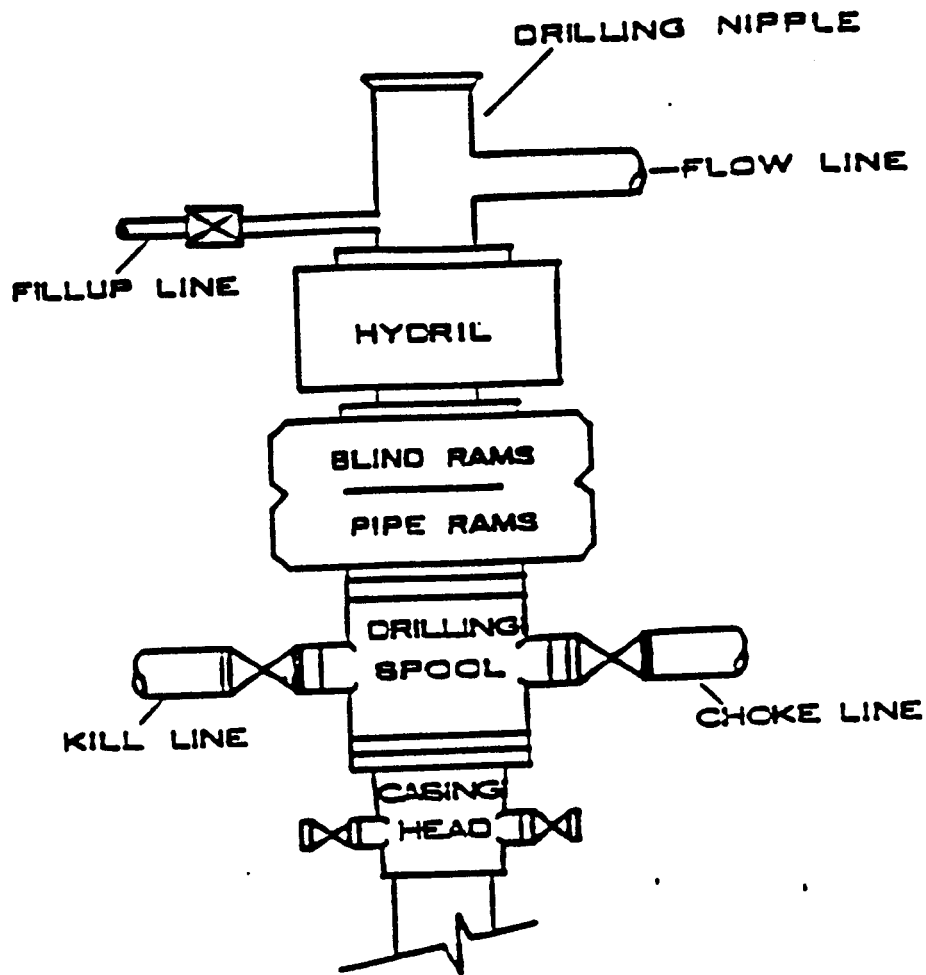 DRILLING NIPPLE
FLOW LINE
FILLUP LINE
HYDRIL
BLIND RAMS
PIPE RAMS
DRILLING
SPOOL
KILL LINE
CHOKE LINE
CASING
HEAD